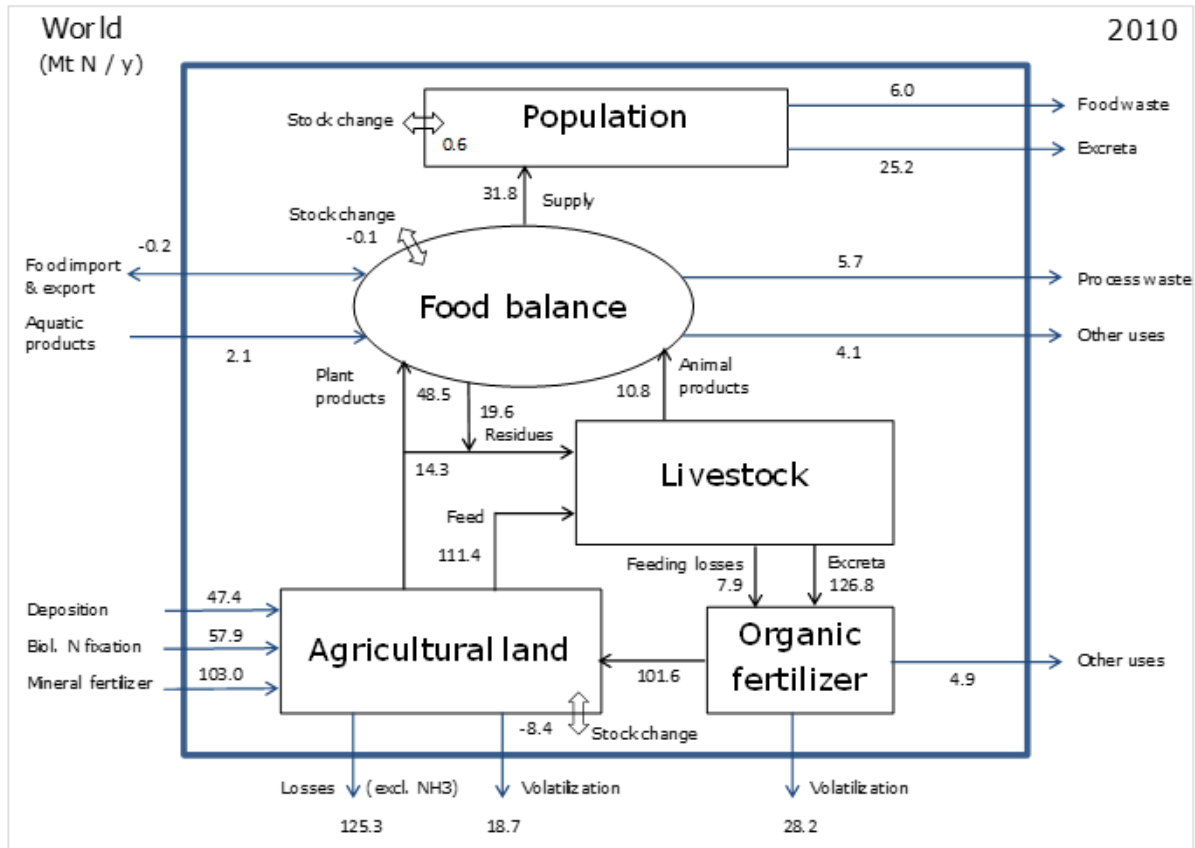 World
2010
(Mt N / y)
6.0
Food waste
Stock change
Population
0.6
Excreta
25.2
31.8
Supply
Stock change
-0.1
-0.2
Food import
& export
5.7
Process waste
Food balance
Aquatic
products
2.1
Other uses
4.1
Plant
products
48.5
10.8
Animal
products
19.6
Residues
14.3
Livestock
Feed
111.4
Feeding losses
7.9
Excreta
126.8
Deposition
47.4
Biol. N fixation
57.9
Mineral fertilizer
103.0
Agricultural land
Organic
fertilizer
101.6
Other uses
4.9
-8.4
Stock change
Losses
(excl. NH3)
Volatilization
Volatilization
125.3
18.7
28.2